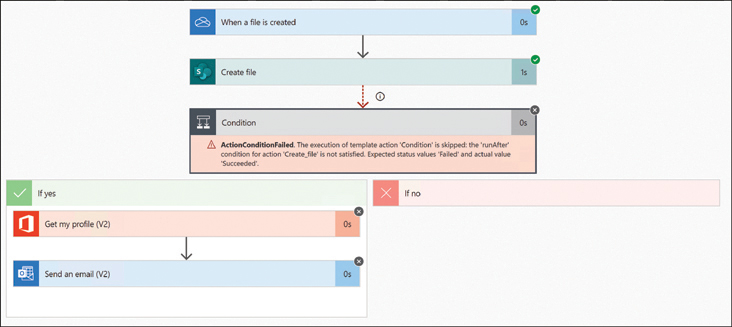 When a file is created
0s
S
Create file
1s
Condition
0s
ActionConditionFailed. The execution of template action 'Condition' is skipped: the 'runAfter'
condition for action 'Create_file' is not satisfied. Expected status values 'Failed' and actual value
'Succeeded'.
If yes
If no
Get my profile (V2)
0s
Send an email (V2)
0s